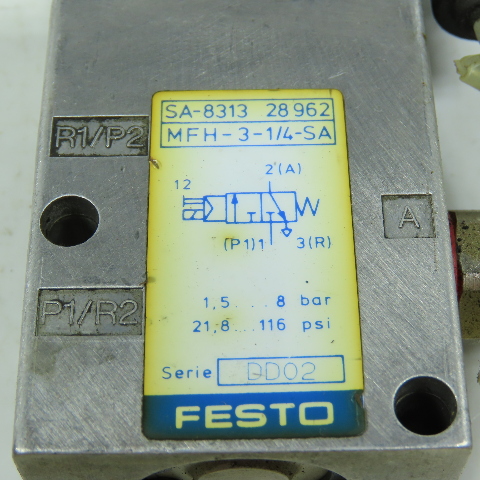 SA-8313 28962
MFH-3-1/4-SA
R1/P2
2(A)
12
A
(P1)1 3(R)
1,5...8 bar
P1/R2
21,8...116 psi
Serie DD02
FESTO